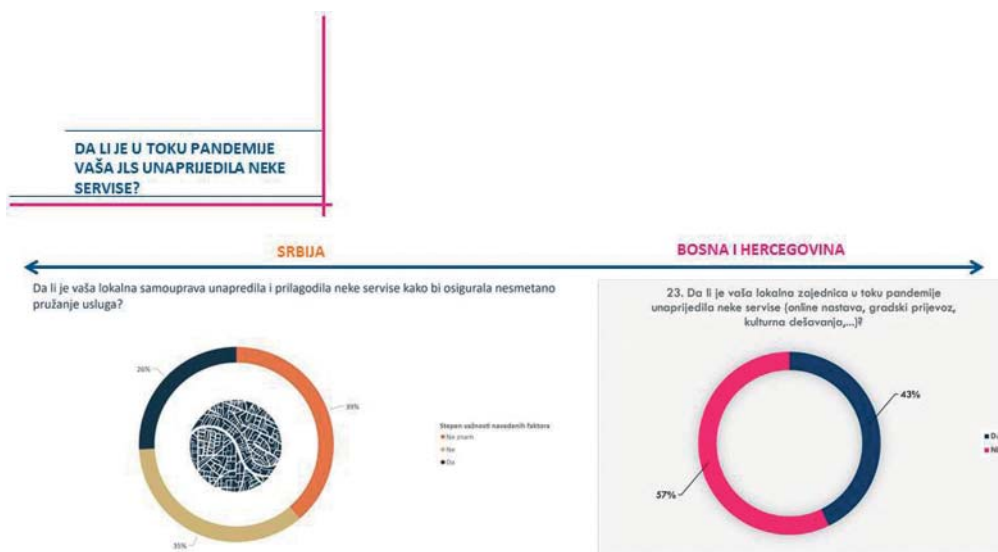 DA LI JE U TOKU PANDEMIJE
VAŠA JLS UNAPRIJEDILA NEKE
SERVISE?
SRBIJA
BOSNA I HERCEGOVINA
Da li je vaša lokalna samouprava unapredila i prilagodila neke servise kako bi osigurala nesmetano
pružanje usluga?
26%
39%
35%
Stepen važnosti navedenih faktora
Ne znam
Ne
Da
23. Da li je vaša lokalna zajednica u toku pandemije
unaprijedila neke servise (online nastava, gradski prijevoz,
kulturna dešavanja,...)?
43%
57%